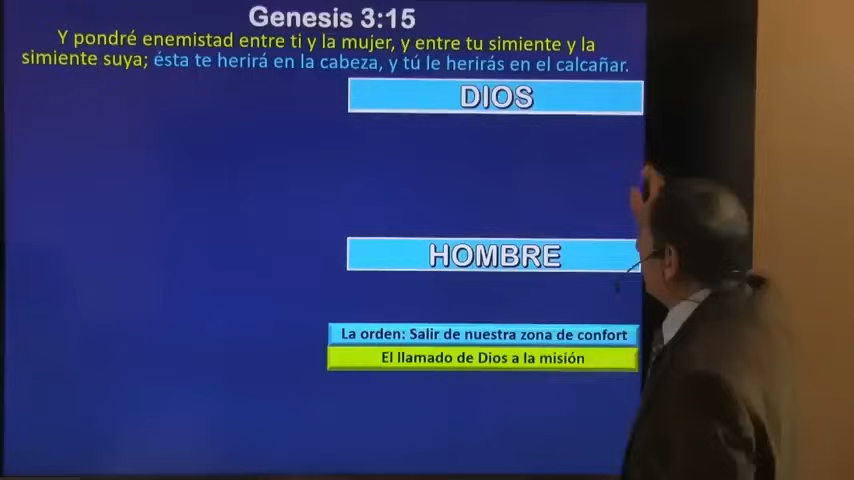 Genesis 3:15
Y pondré enemistad entre ti y la mujer, y entre tu simiente y la
simiente suya; ésta te herirá en la cabeza, y tú le herirás en el calcañar.
DIOS
HOMBRE
La orden: Salir de nuestra zona de confort
El llamado de Dios a la misión